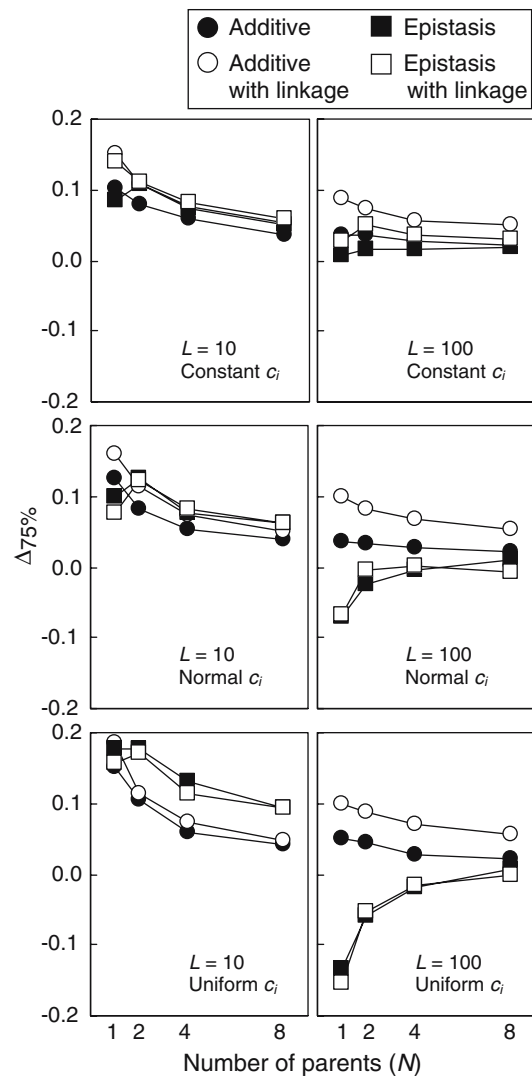 Additive
Epistasis
Additive with linkage
Epistasis with linkage
0.2
0.1
0.0
-0.1
-0.2
L = 10
Constant ci
L = 100
Constant ci
0.2
0.1
0.0
-0.1
-0.2
Δ75%
L = 10
Normal ci
L = 100
Normal ci
0.2
0.1
0.0
-0.1
-0.2
L = 10
Uniform ci
L = 100
Uniform ci
1 2 4 8
1 2 4 8
Number of parents (N)